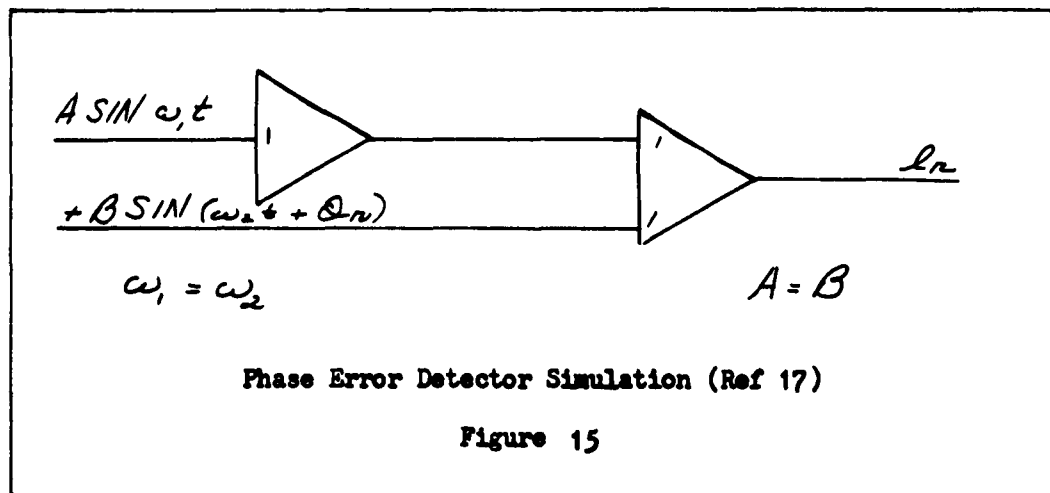 A SIN ω₁t
1
1
+ B SIN (ω₂t + θn)
1
en
ω₁ = ω₂
A = B
Phase Error Detector Simulation (Ref 17)
Figure 15